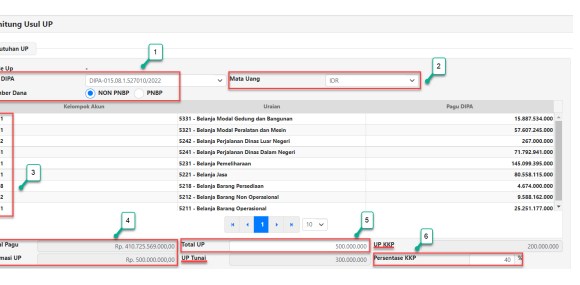 hitung Usul UP
utuhan UP
1
e Up -
2
DIPA DIPA-015.08.1.527010/2022 Mata Uang IDR
mber Dana NON PNBP PNBP
Kelompok Akun Uraian Pagu DIPA
1 5331 - Belanja Modal Gedung dan Bangunan 15.887.534.000
1 5321 - Belanja Modal Peralatan dan Mesin 57.607.245.000
2 5242 - Belanja Perjalanan Dinas Luar Negeri 267.000.000
1 5241 - Belanja Perjalanan Dinas Dalam Negeri 71.792.941.000
1 5231 - Belanja Pemeliharaan 145.099.395.000
3
1 5221 - Belanja Jasa 80.558.115.000
8 5218 - Belanja Barang Persediaan 4.674.000.000
2 5212 - Belanja Barang Non Operasional 9.588.162.000
1 5211 - Belanja Barang Operasional 25.251.177.000
4
1 10
5
6
al Pagu Rp. 410.725.569.000,00 Total UP 500.000.000 UP KKP 200.000.000
masi UP Rp. 500.000.000,00 UP Tunai 300.000.000 Persentase KKP 40 %